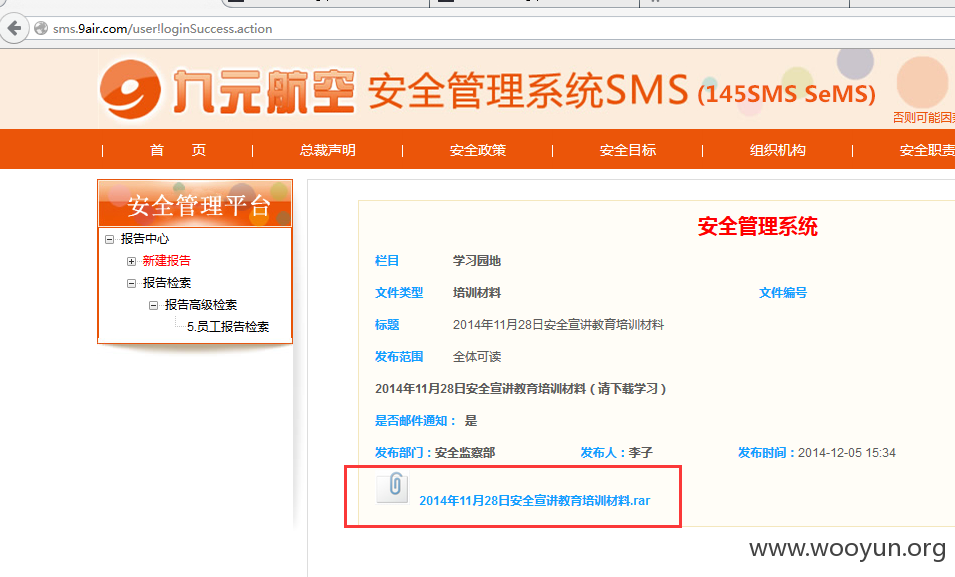 sms.9air.com/user!loginSuccess.action
九元航空 安全管理系统SMS (145SMS SeMS)
| 首 页 | 总裁声明 | 安全政策 | 安全目标 | 组织机构 | 安全职责
安全管理平台
报告中心
新建报告
报告检索
报告高级检索
5.员工报告检索
安全管理系统
栏目 学习园地
文件类型 培训材料 文件编号
标题 2014年11月28日安全宣讲教育培训材料
发布范围 全体可读
2014年11月28日安全宣讲教育培训材料（请下载学习）
是否邮件通知： 是
发布部门：安全监察部 发布人：李子 发布时间：2014-12-05 15:34
2014年11月28日安全宣讲教育培训材料.rar
www.wooyun.org